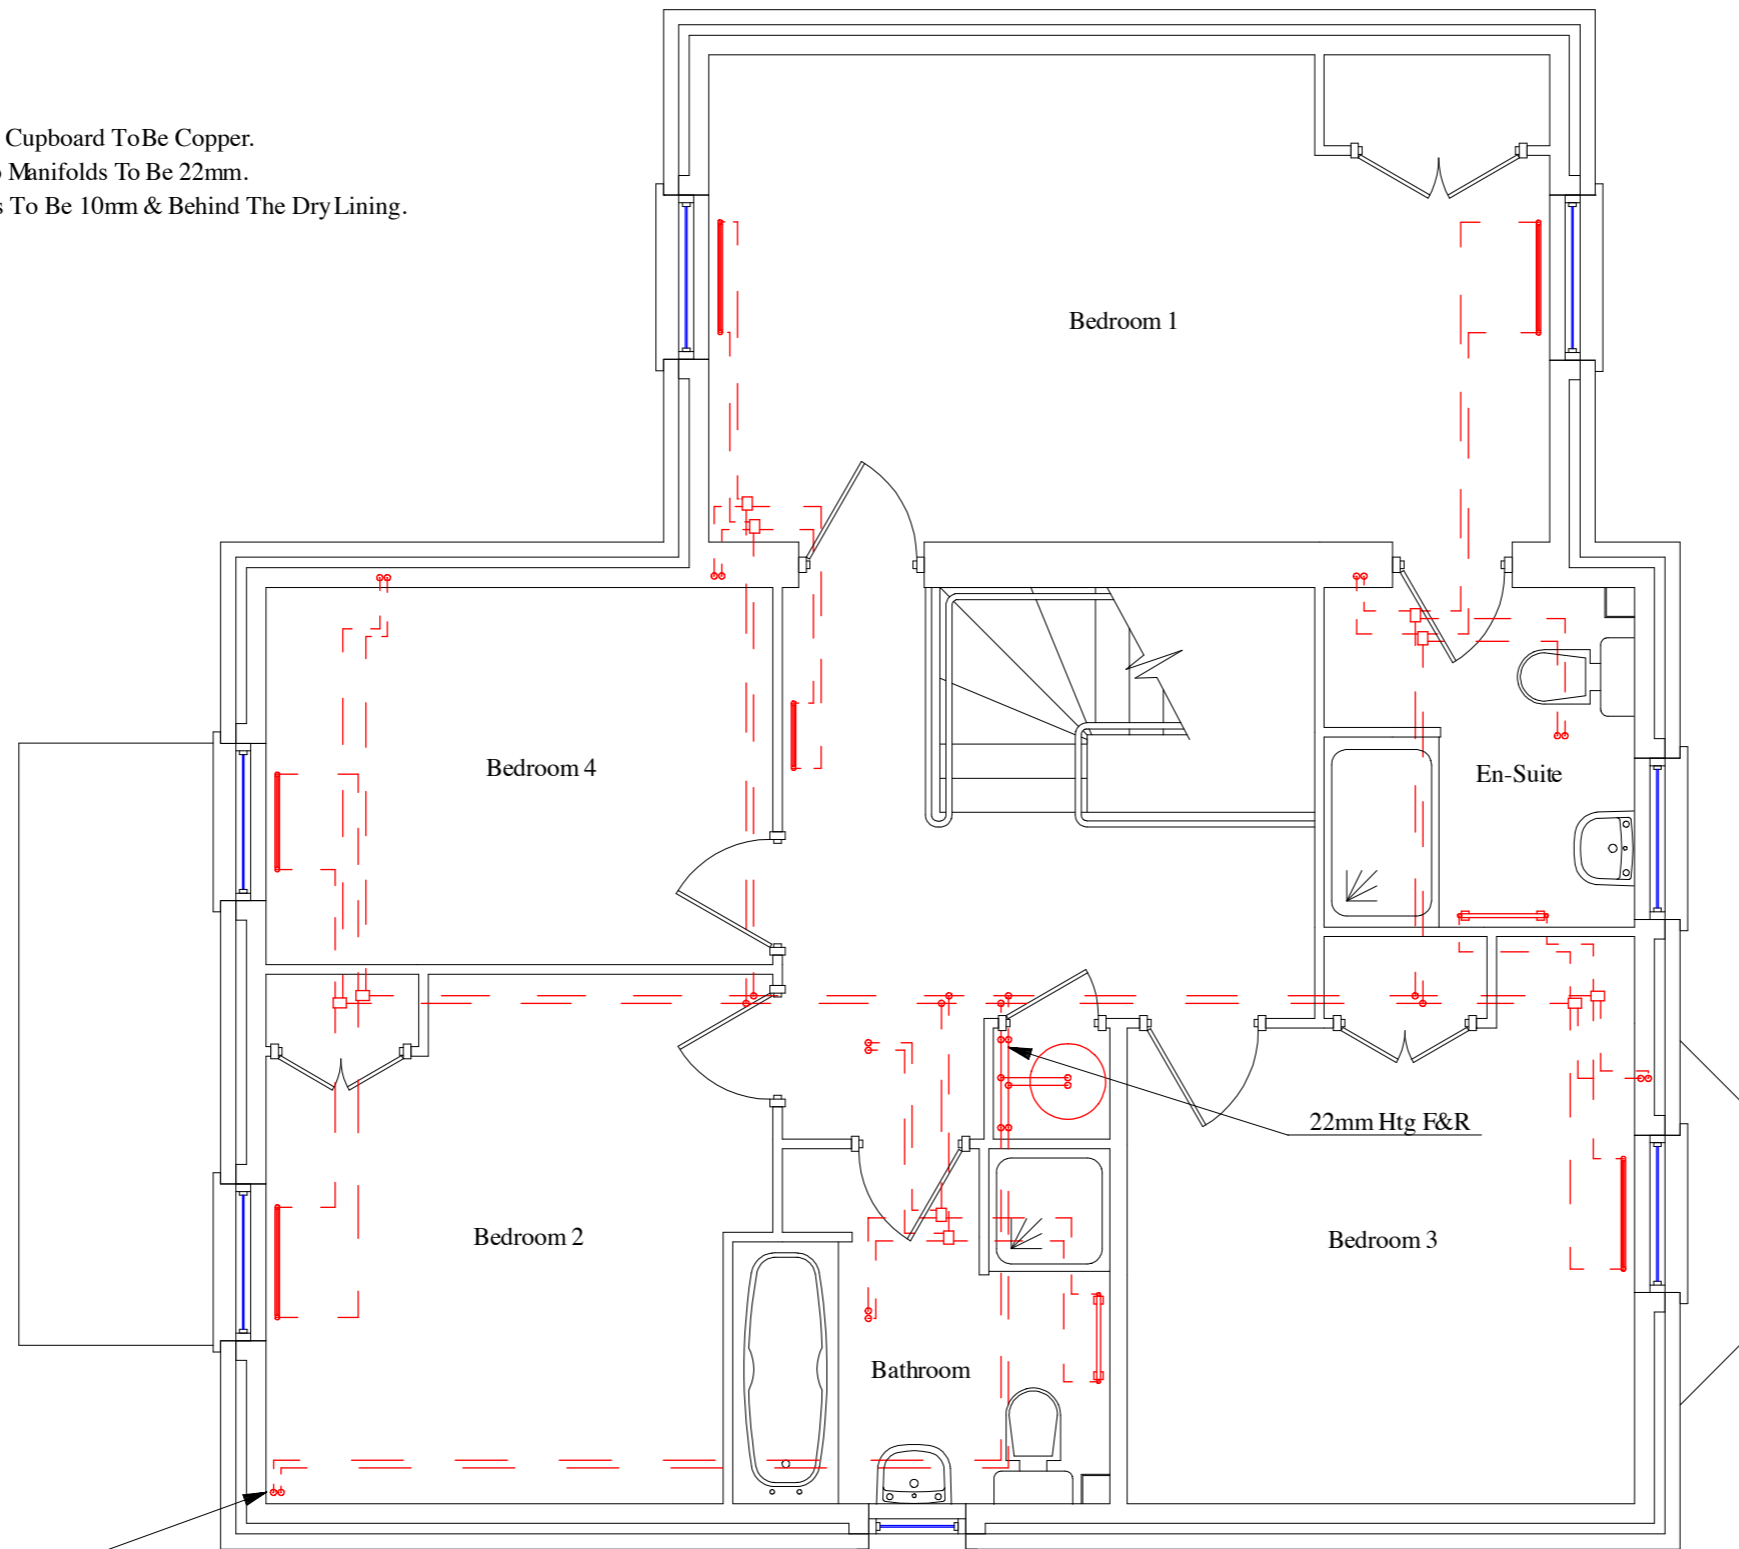 Cupboard To Be Copper.
Manifolds To Be 22mm.
To Be 10mm & Behind The Dry Lining.
Bedroom 1
Bedroom 4
En-Suite
22mm Htg F&R
Bedroom 2
Bedroom 3
Bathroom